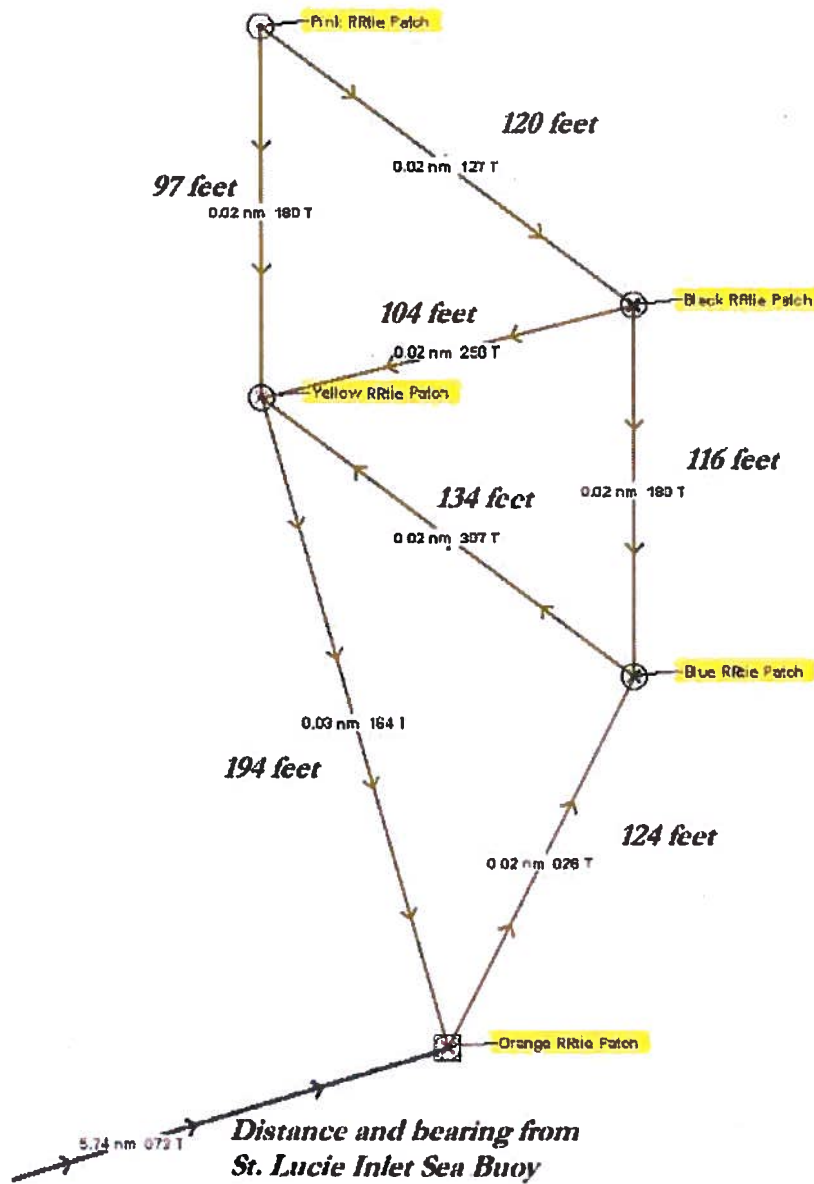 Pink RRtie Patch
120 feet
0.02 nm 127 T
97 feet
0.02 nm 180 T
Black RRtie Patch
104 feet
0.02 nm 256 T
Yellow RRtie Patch
116 feet
0.02 nm 180 T
134 feet
0.02 nm 307 T
Blue RRtie Patch
0.03 nm 164 T
194 feet
124 feet
0.02 nm 026 T
Orange RRtie Patch
5.74 nm 073 T
Distance and bearing from
St. Lucie Inlet Sea Buoy